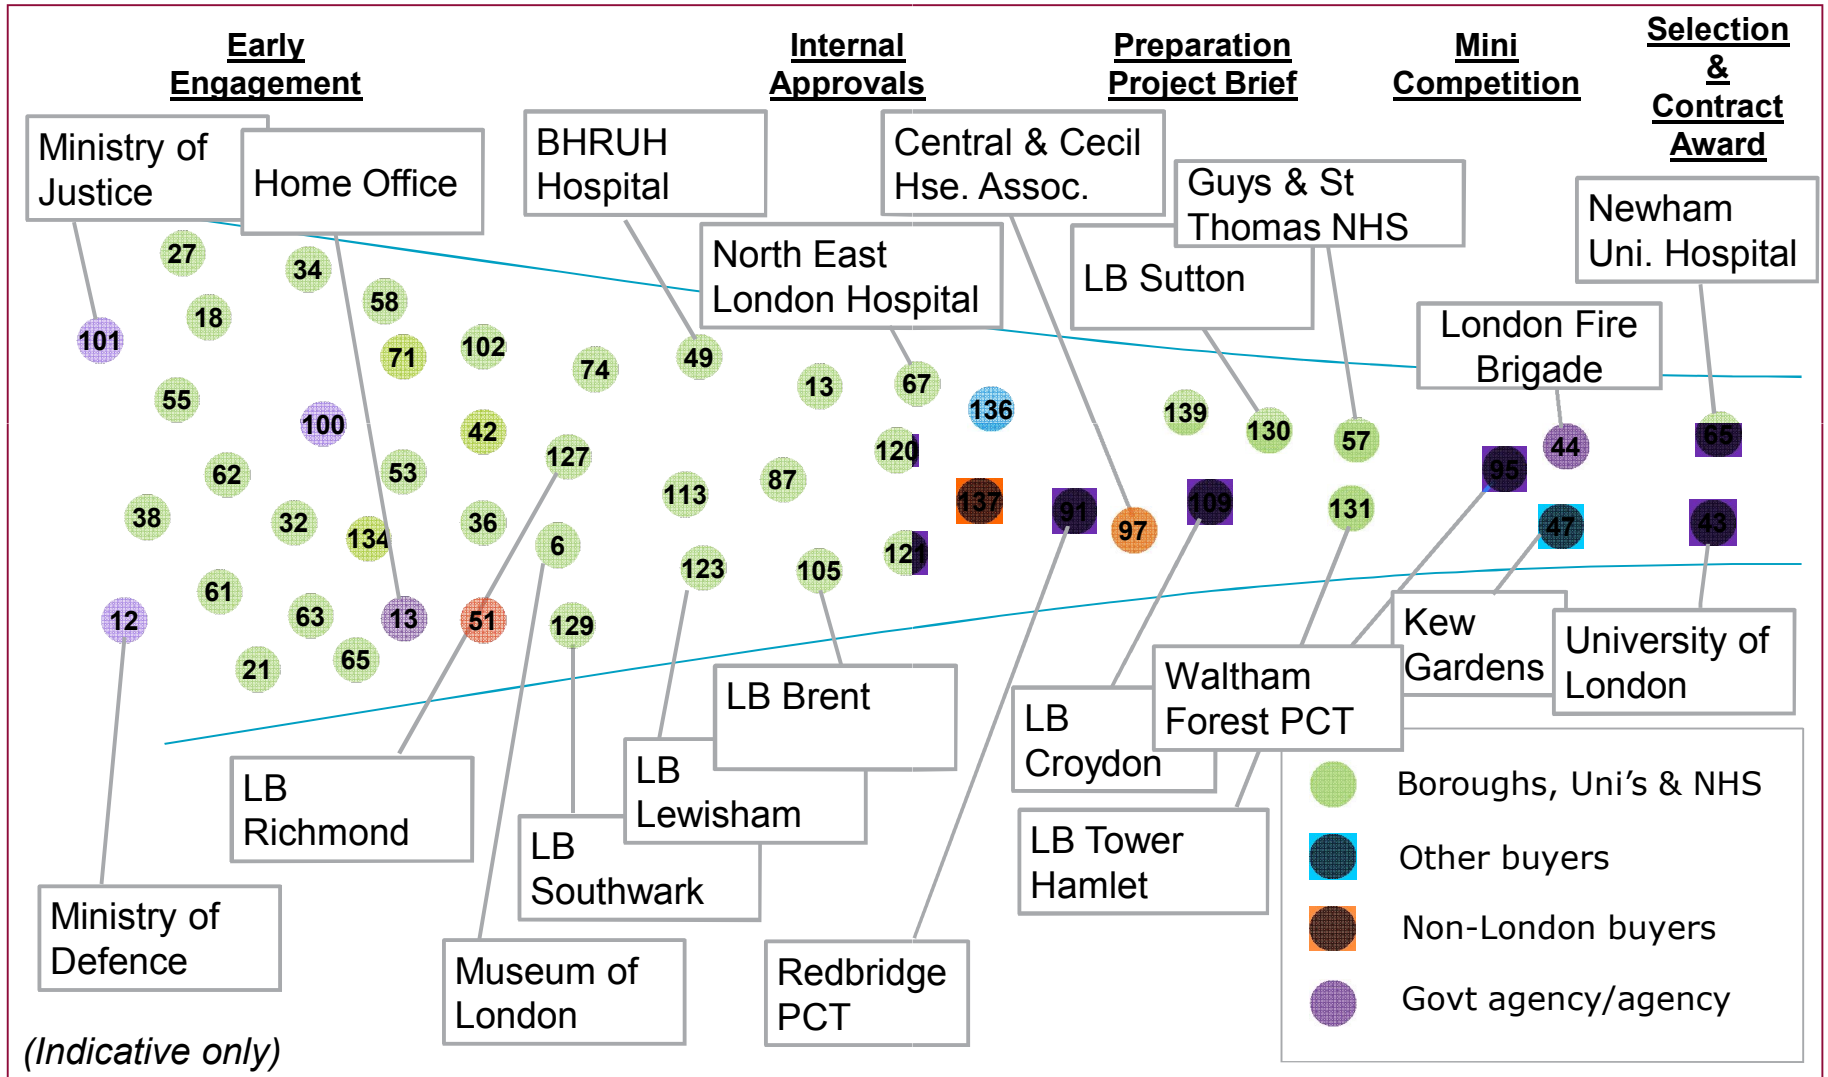 Early
Engagement
Internal
Approvals
Preparation
Project Brief
Mini
Competition
Selection
&
Contract
Award
Ministry of
Justice
Home Office
BHRUH
Hospital
North East
London Hospital
Central & Cecil
Hse. Assoc.
LB Sutton
Guys & St
Thomas NHS
London Fire
Brigade
Newham
Uni. Hospital
27
34
18
58
101
71
102
74
49
13
67
136
55
100
42
139
130
57
44
65
62
53
127
120
95
38
32
134
36
6
113
87
137
91
97
109
131
47
43
123
105
121
61
12
63
13
51
129
21
65
LB Brent
LB
Richmond
LB
Lewisham
LB
Southwark
Ministry of
Defence
Museum of
London
Redbridge
PCT
LB
Croydon
LB Tower
Hamlet
Waltham
Forest PCT
Kew
Gardens
University of
London
Boroughs, Uni’s & NHS
Other buyers
Non-London buyers
Govt agency/agency
(Indicative only)